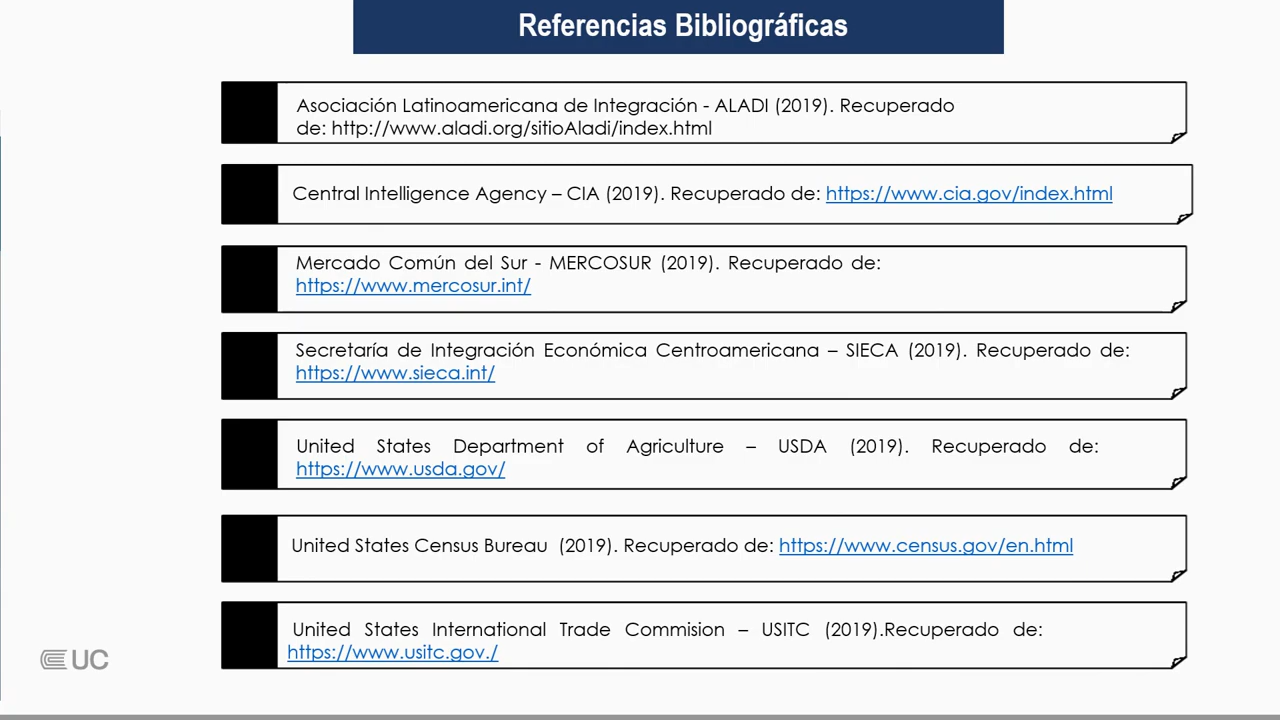 Referencias Bibliográficas
Asociación Latinoamericana de Integración - ALADI (2019). Recuperado
de: http://www.aladi.org/sitioAladi/index.html
Central Intelligence Agency – CIA (2019). Recuperado de: https://www.cia.gov/index.html
Mercado Común del Sur - MERCOSUR (2019). Recuperado de:
https://www.mercosur.int/
Secretaría de Integración Económica Centroamericana – SIECA (2019). Recuperado de:
https://www.sieca.int/
United States Department of Agriculture – USDA (2019). Recuperado de:
https://www.usda.gov/
United States Census Bureau (2019). Recuperado de: https://www.census.gov/en.html
United States International Trade Commision – USITC (2019).Recuperado de:
https://www.usitc.gov./
UC